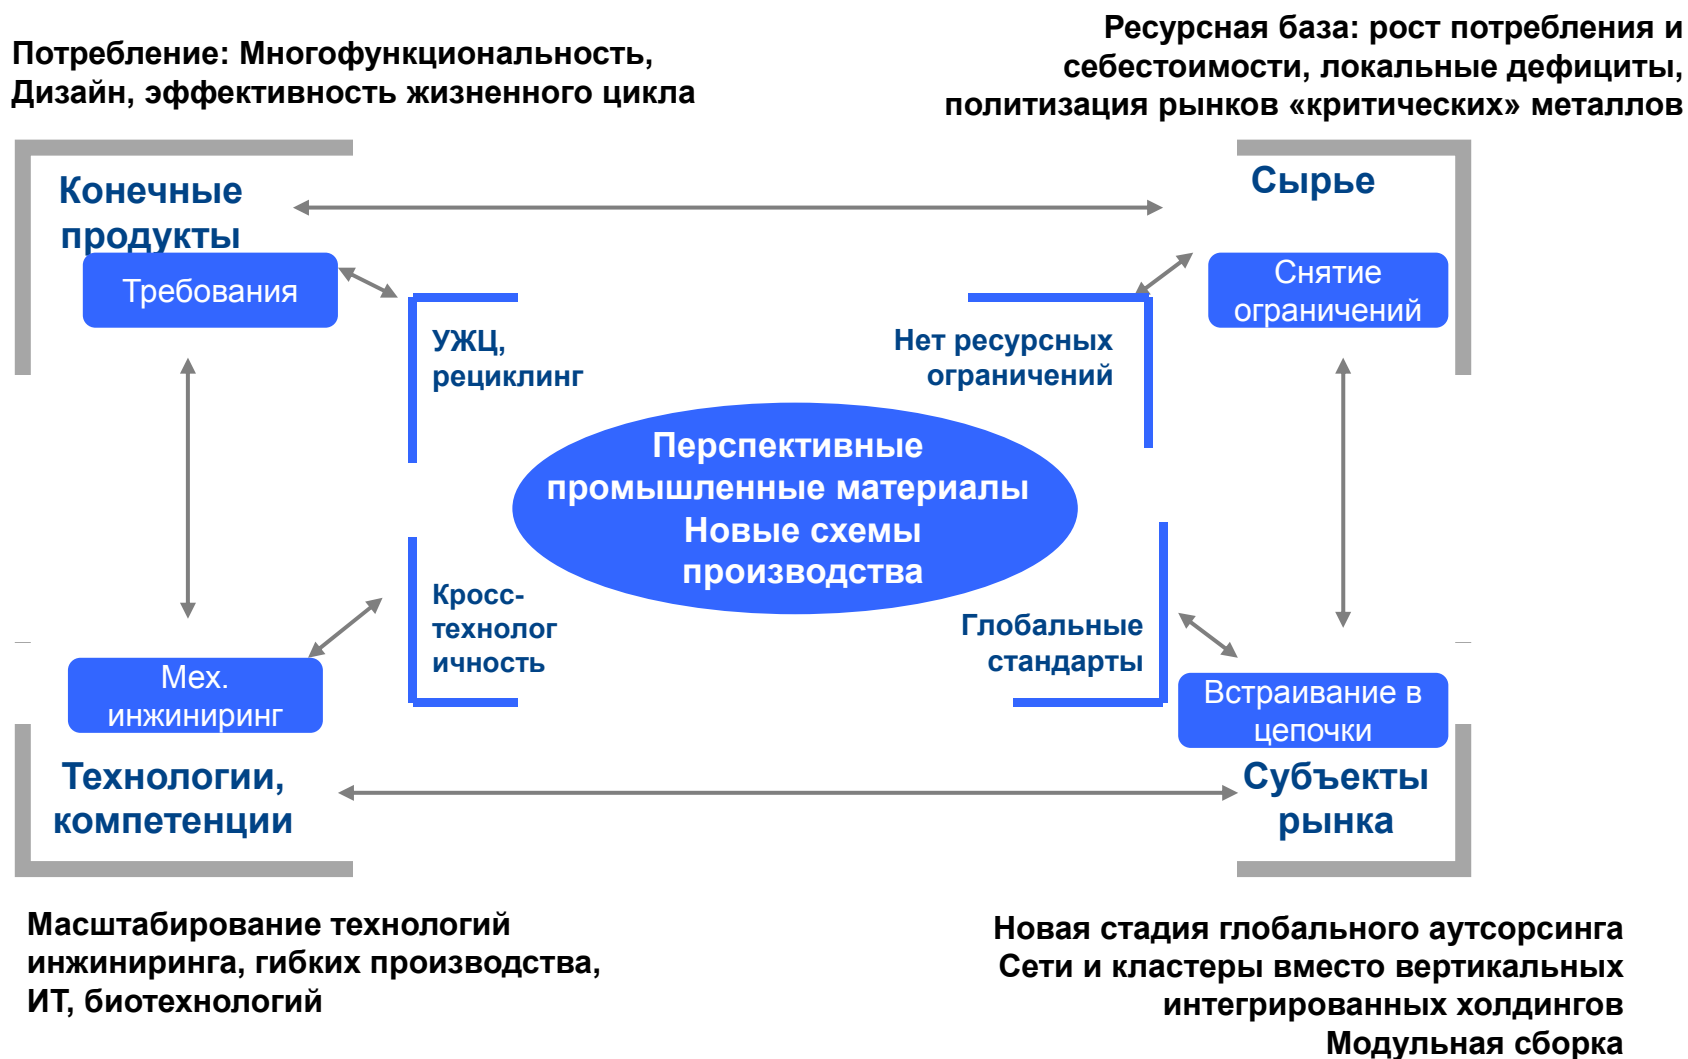 Потребление: Многофункциональность,
Дизайн, эффективность жизненного цикла
Ресурсная база: рост потребления и
себестоимости, локальные дефициты,
политизация рынков «критических» металлов
Конечные
продукты
Требования
Сырье
Снятие
ограничений
УЖЦ,
рециклинг
Нет ресурсных
ограничений
Перспективные
промышленные материалы
Новые схемы
производства
Кросс-
технолог
ичность
Глобальные
стандарты
Мех.
инжиниринг
Встраивание в
цепочки
Технологии,
компетенции
Субъекты
рынка
Масштабирование технологий
инжиниринга, гибких производства,
ИТ, биотехнологий
Новая стадия глобального аутсорсинга
Сети и кластеры вместо вертикальных
интегрированных холдингов
Модульная сборка